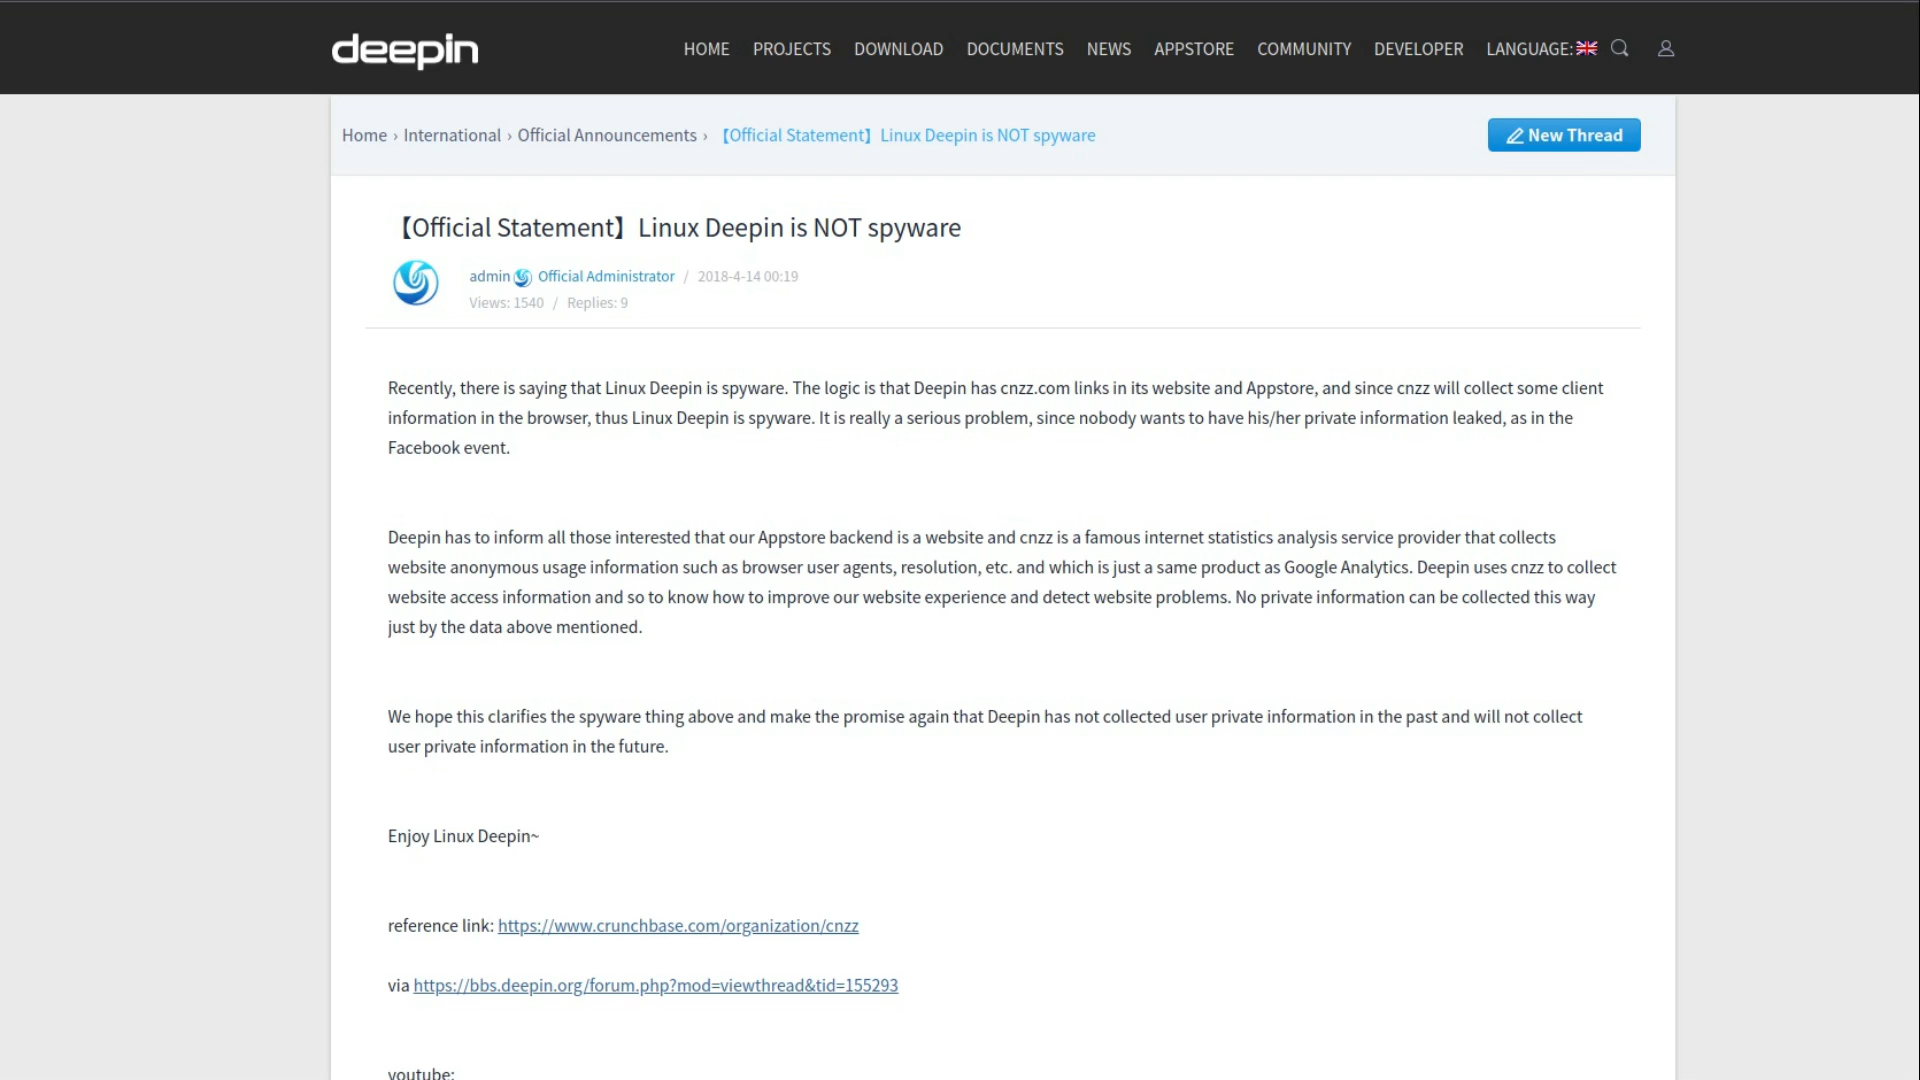 deepin
HOME PROJECTS DOWNLOAD DOCUMENTS NEWS APPSTORE COMMUNITY DEVELOPER LANGUAGE:
Home › International › Official Announcements › 【Official Statement】Linux Deepin is NOT spyware
New Thread
【Official Statement】Linux Deepin is NOT spyware
admin Official Administrator / 2018-4-14 00:19
Views: 1540 / Replies: 9
Recently, there is saying that Linux Deepin is spyware. The logic is that Deepin has cnzz.com links in its website and Appstore, and since cnzz will collect some client
information in the browser, thus Linux Deepin is spyware. It is really a serious problem, since nobody wants to have his/her private information leaked, as in the
Facebook event.
Deepin has to inform all those interested that our Appstore backend is a website and cnzz is a famous internet statistics analysis service provider that collects
website anonymous usage information such as browser user agents, resolution, etc. and which is just a same product as Google Analytics. Deepin uses cnzz to collect
website access information and so to know how to improve our website experience and detect website problems. No private information can be collected this way
just by the data above mentioned.
We hope this clarifies the spyware thing above and make the promise again that Deepin has not collected user private information in the past and will not collect
user private information in the future.
Enjoy Linux Deepin~
reference link: https://www.crunchbase.com/organization/cnzz
via https://bbs.deepin.org/forum.php?mod=viewthread&tid=155293
youtube: